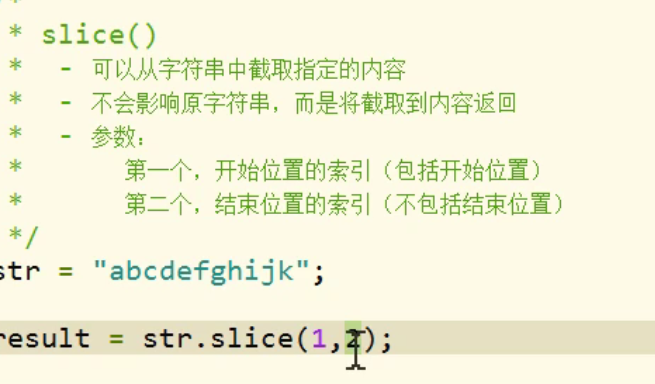 * slice()
* - 可以从字符串中截取指定的内容
* - 不会影响原字符串，而是将截取到内容返回
* - 参数：
* 第一个，开始位置的索引（包括开始位置）
* 第二个，结束位置的索引（不包括结束位置）
*/
str = "abcdefghijk";
result = str.slice(1,2);